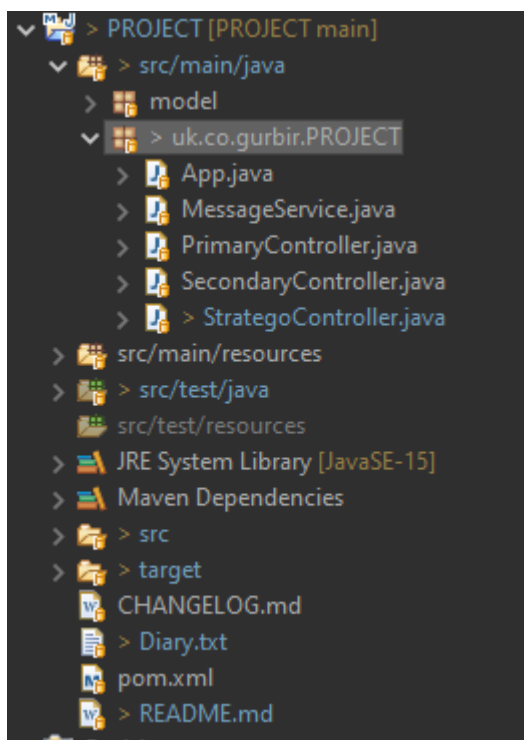 > PROJECT [PROJECT main]
> src/main/java
model
> uk.co.gurbir.PROJECT
App.java
MessageService.java
PrimaryController.java
SecondaryController.java
> StrategoController.java
src/main/resources
> src/test/java
src/test/resources
JRE System Library [JavaSE-15]
Maven Dependencies
> src
> target
CHANGELOG.md
> Diary.txt
pom.xml
> README.md